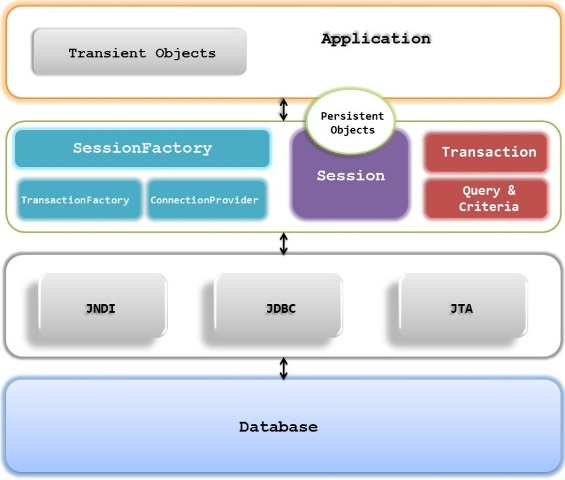 Application
Transient Objects
Persistent
Objects
SessionFactory
Transaction
Session
TransactionFactory
ConnectionProvider
Query &
Criteria
JNDI
JDBC
JTA
Database